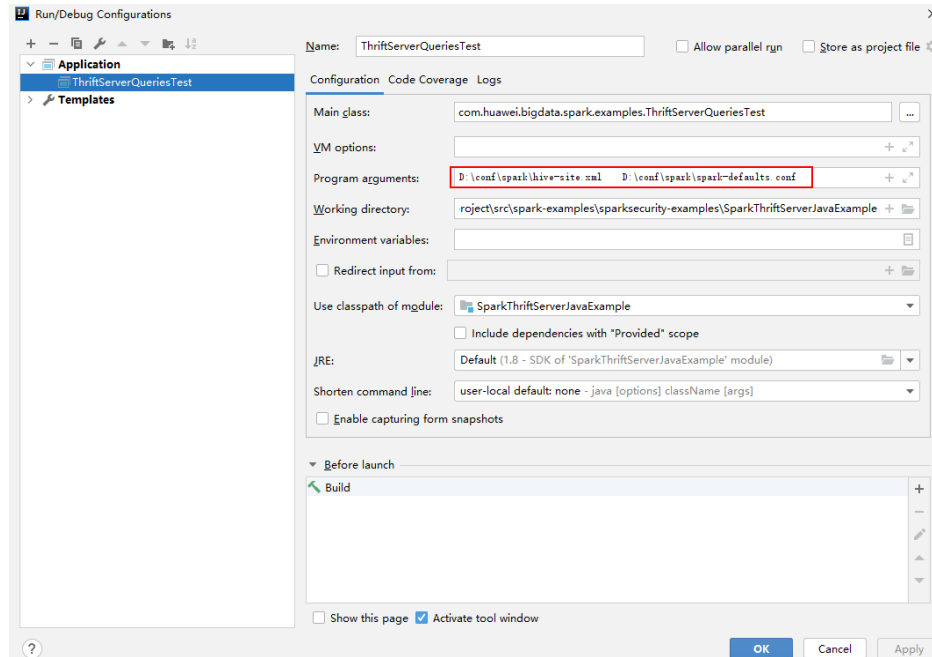 Run/Debug Configurations
Name: ThriftServerQueriesTest Allow parallel run Store as project file
Application
ThriftServerQueriesTest
Templates
Configuration Code Coverage Logs
Main class: com.huawei.bigdata.spark.examples.ThriftServerQueriesTest ...
VM options:
Program arguments: D:\conf\spark\hive-site.xml D:\conf\spark\spark-defaults.conf
Working directory: roject\src\spark-examples\sparksecurity-examples\SparkThriftServerJavaExample
Environment variables:
Redirect input from:
Use classpath of module: SparkThriftServerJavaExample
Include dependencies with "Provided" scope
JRE: Default (1.8 - SDK of 'SparkThriftServerJavaExample' module)
Shorten command line: user-local default: none - java [options] className [args]
Enable capturing form snapshots
Before launch
Build
Show this page Activate tool window
? OK Cancel Apply